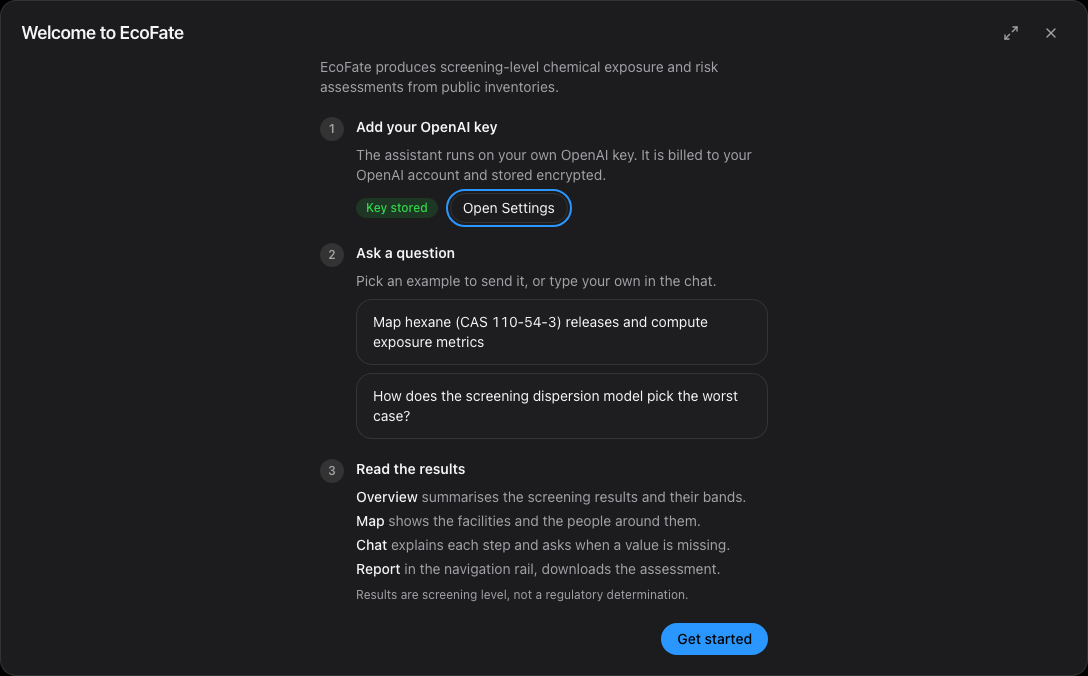 Welcome to EcoFate
EcoFate produces screening-level chemical exposure and risk
assessments from public inventories.
1
Add your OpenAI key
The assistant runs on your own OpenAI key. It is billed to your
OpenAI account and stored encrypted.
Key stored
Open Settings
2
Ask a question
Pick an example to send it, or type your own in the chat.
Map hexane (CAS 110-54-3) releases and compute
exposure metrics
How does the screening dispersion model pick the worst
case?
3
Read the results
Overview summarises the screening results and their bands.
Map shows the facilities and the people around them.
Chat explains each step and asks when a value is missing.
Report in the navigation rail, downloads the assessment.
Results are screening level, not a regulatory determination.
Get started